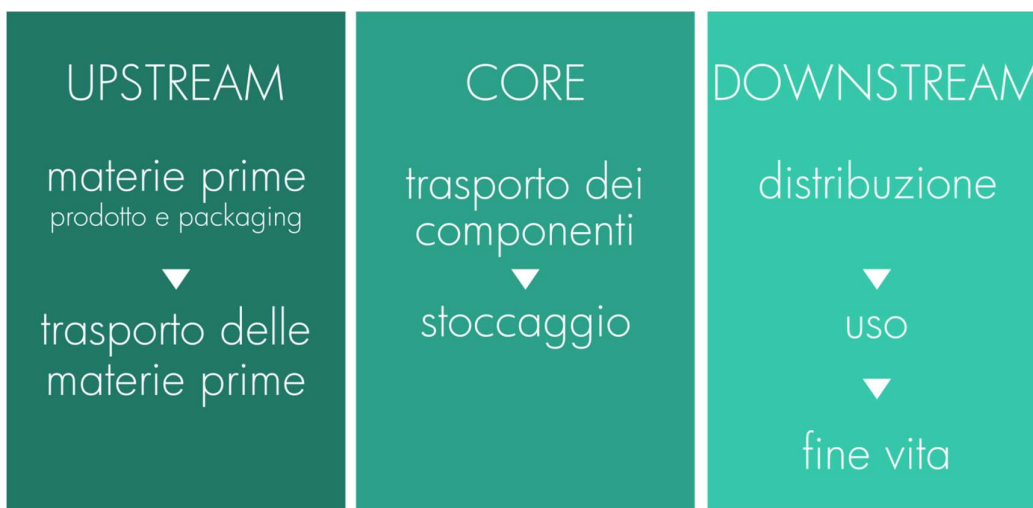 UPSTREAM
materie prime
prodotto e packaging
trasporto delle
materie prime
CORE
trasporto dei
componenti
stoccaggio
DOWNSTREAM
distribuzione
uso
fine vita